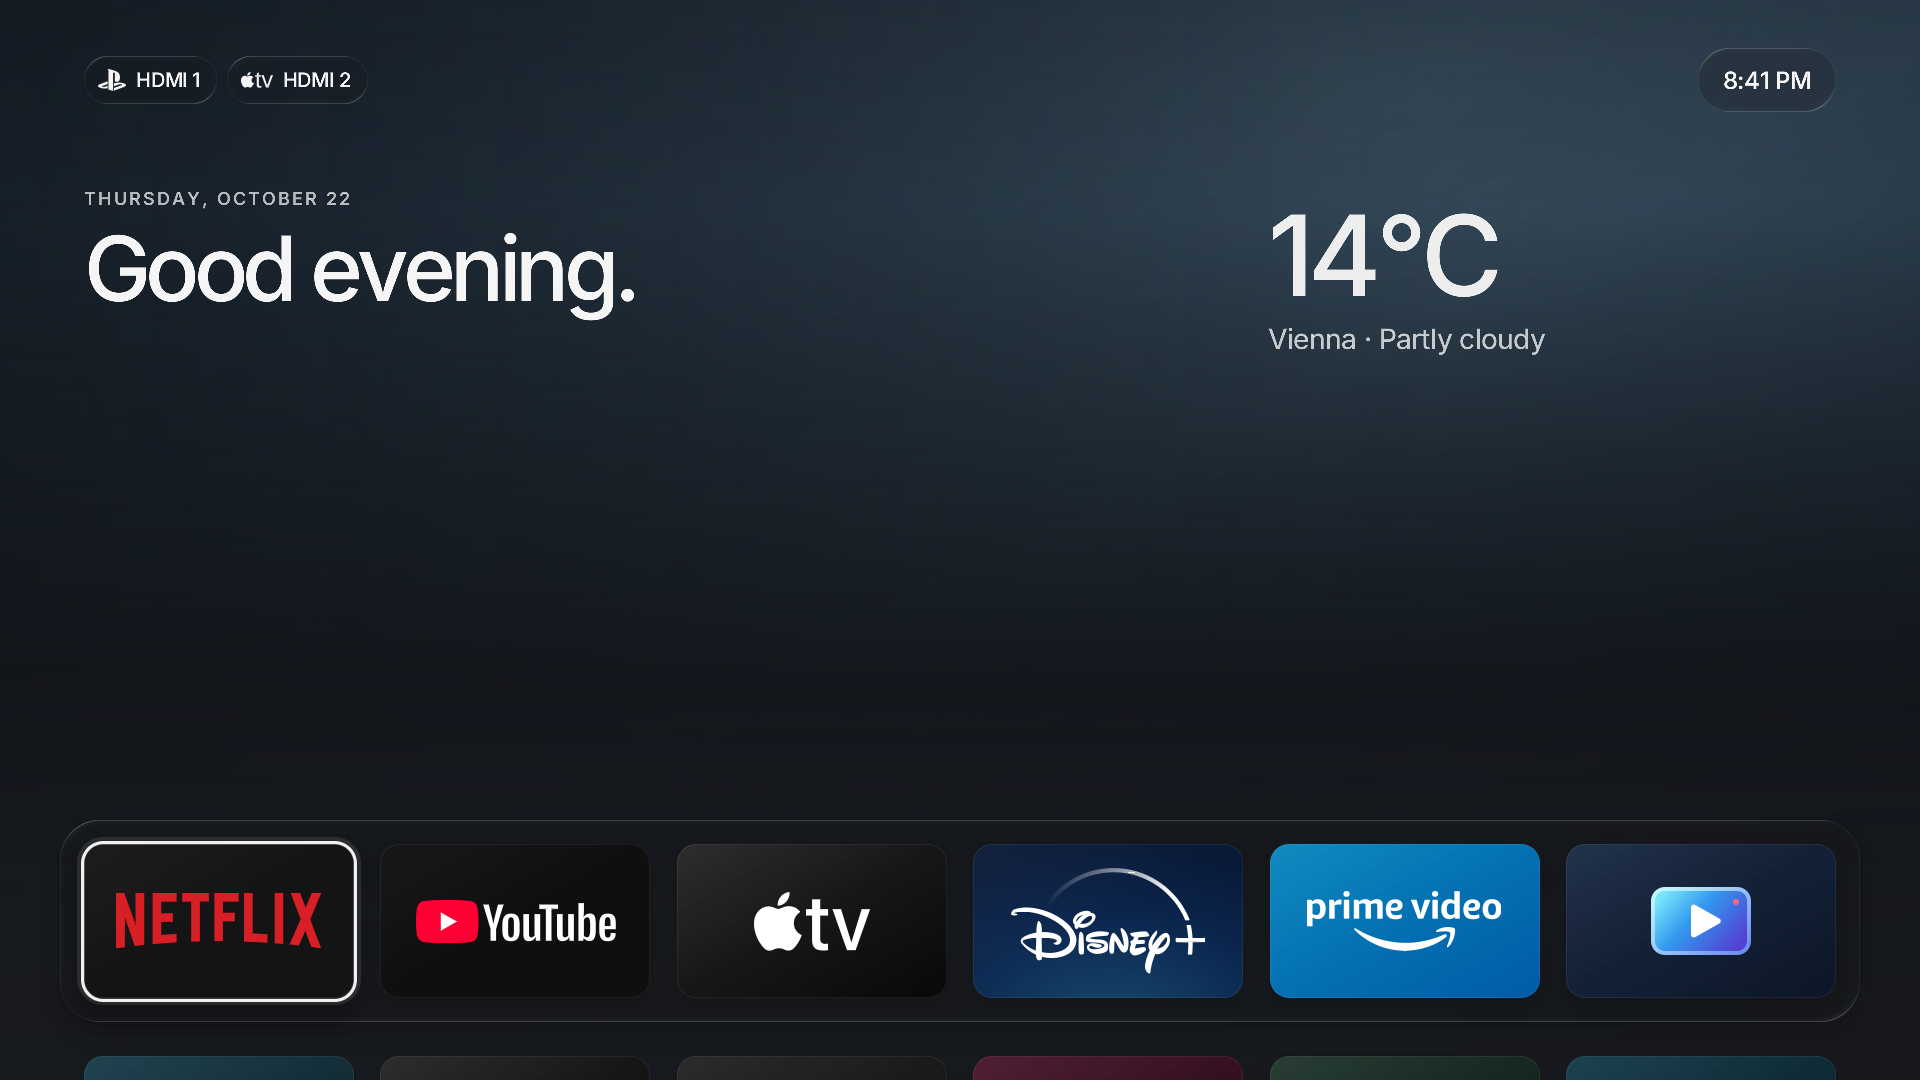 HDMI 1
tv HDMI 2
8:41 PM
THURSDAY, OCTOBER 22
Good evening.
14°C
Vienna · Partly cloudy
NETFLIX
YouTube
tv
Disney+
prime video